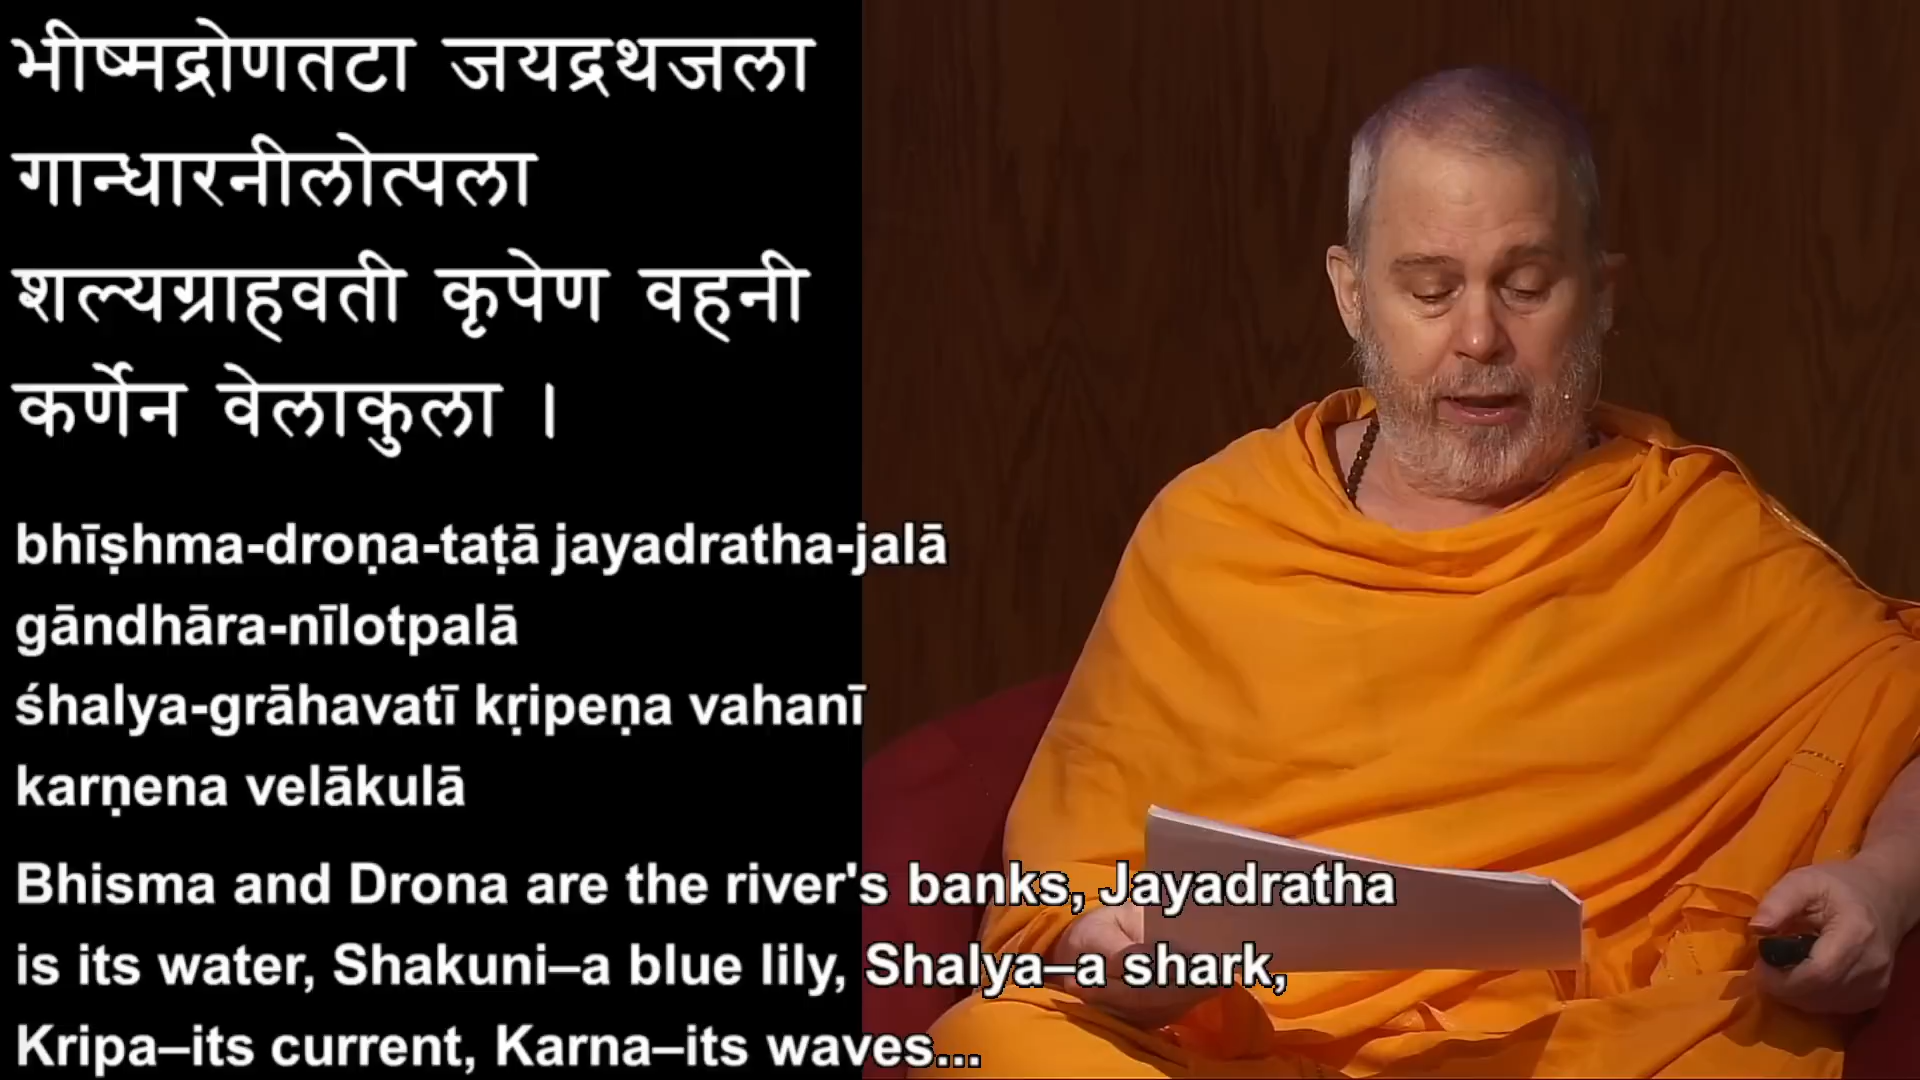 भीष्मद्रोणतटा जयद्रथजला
गान्धारनीलोत्पला
शल्यग्राहवती कृपेण वहनी
कर्णेन वेलाकुला ।
bhīṣhma-droṇa-taṭā jayadratha-jalā
gāndhāra-nīlotpalā
śhalya-grāhavatī kṛipeṇa vahanī
karṇena velākulā
Bhisma and Drona are the river's banks, Jayadratha
is its water, Shakuni–a blue lily, Shalya–a shark,
Kripa–its current, Karna–its waves...